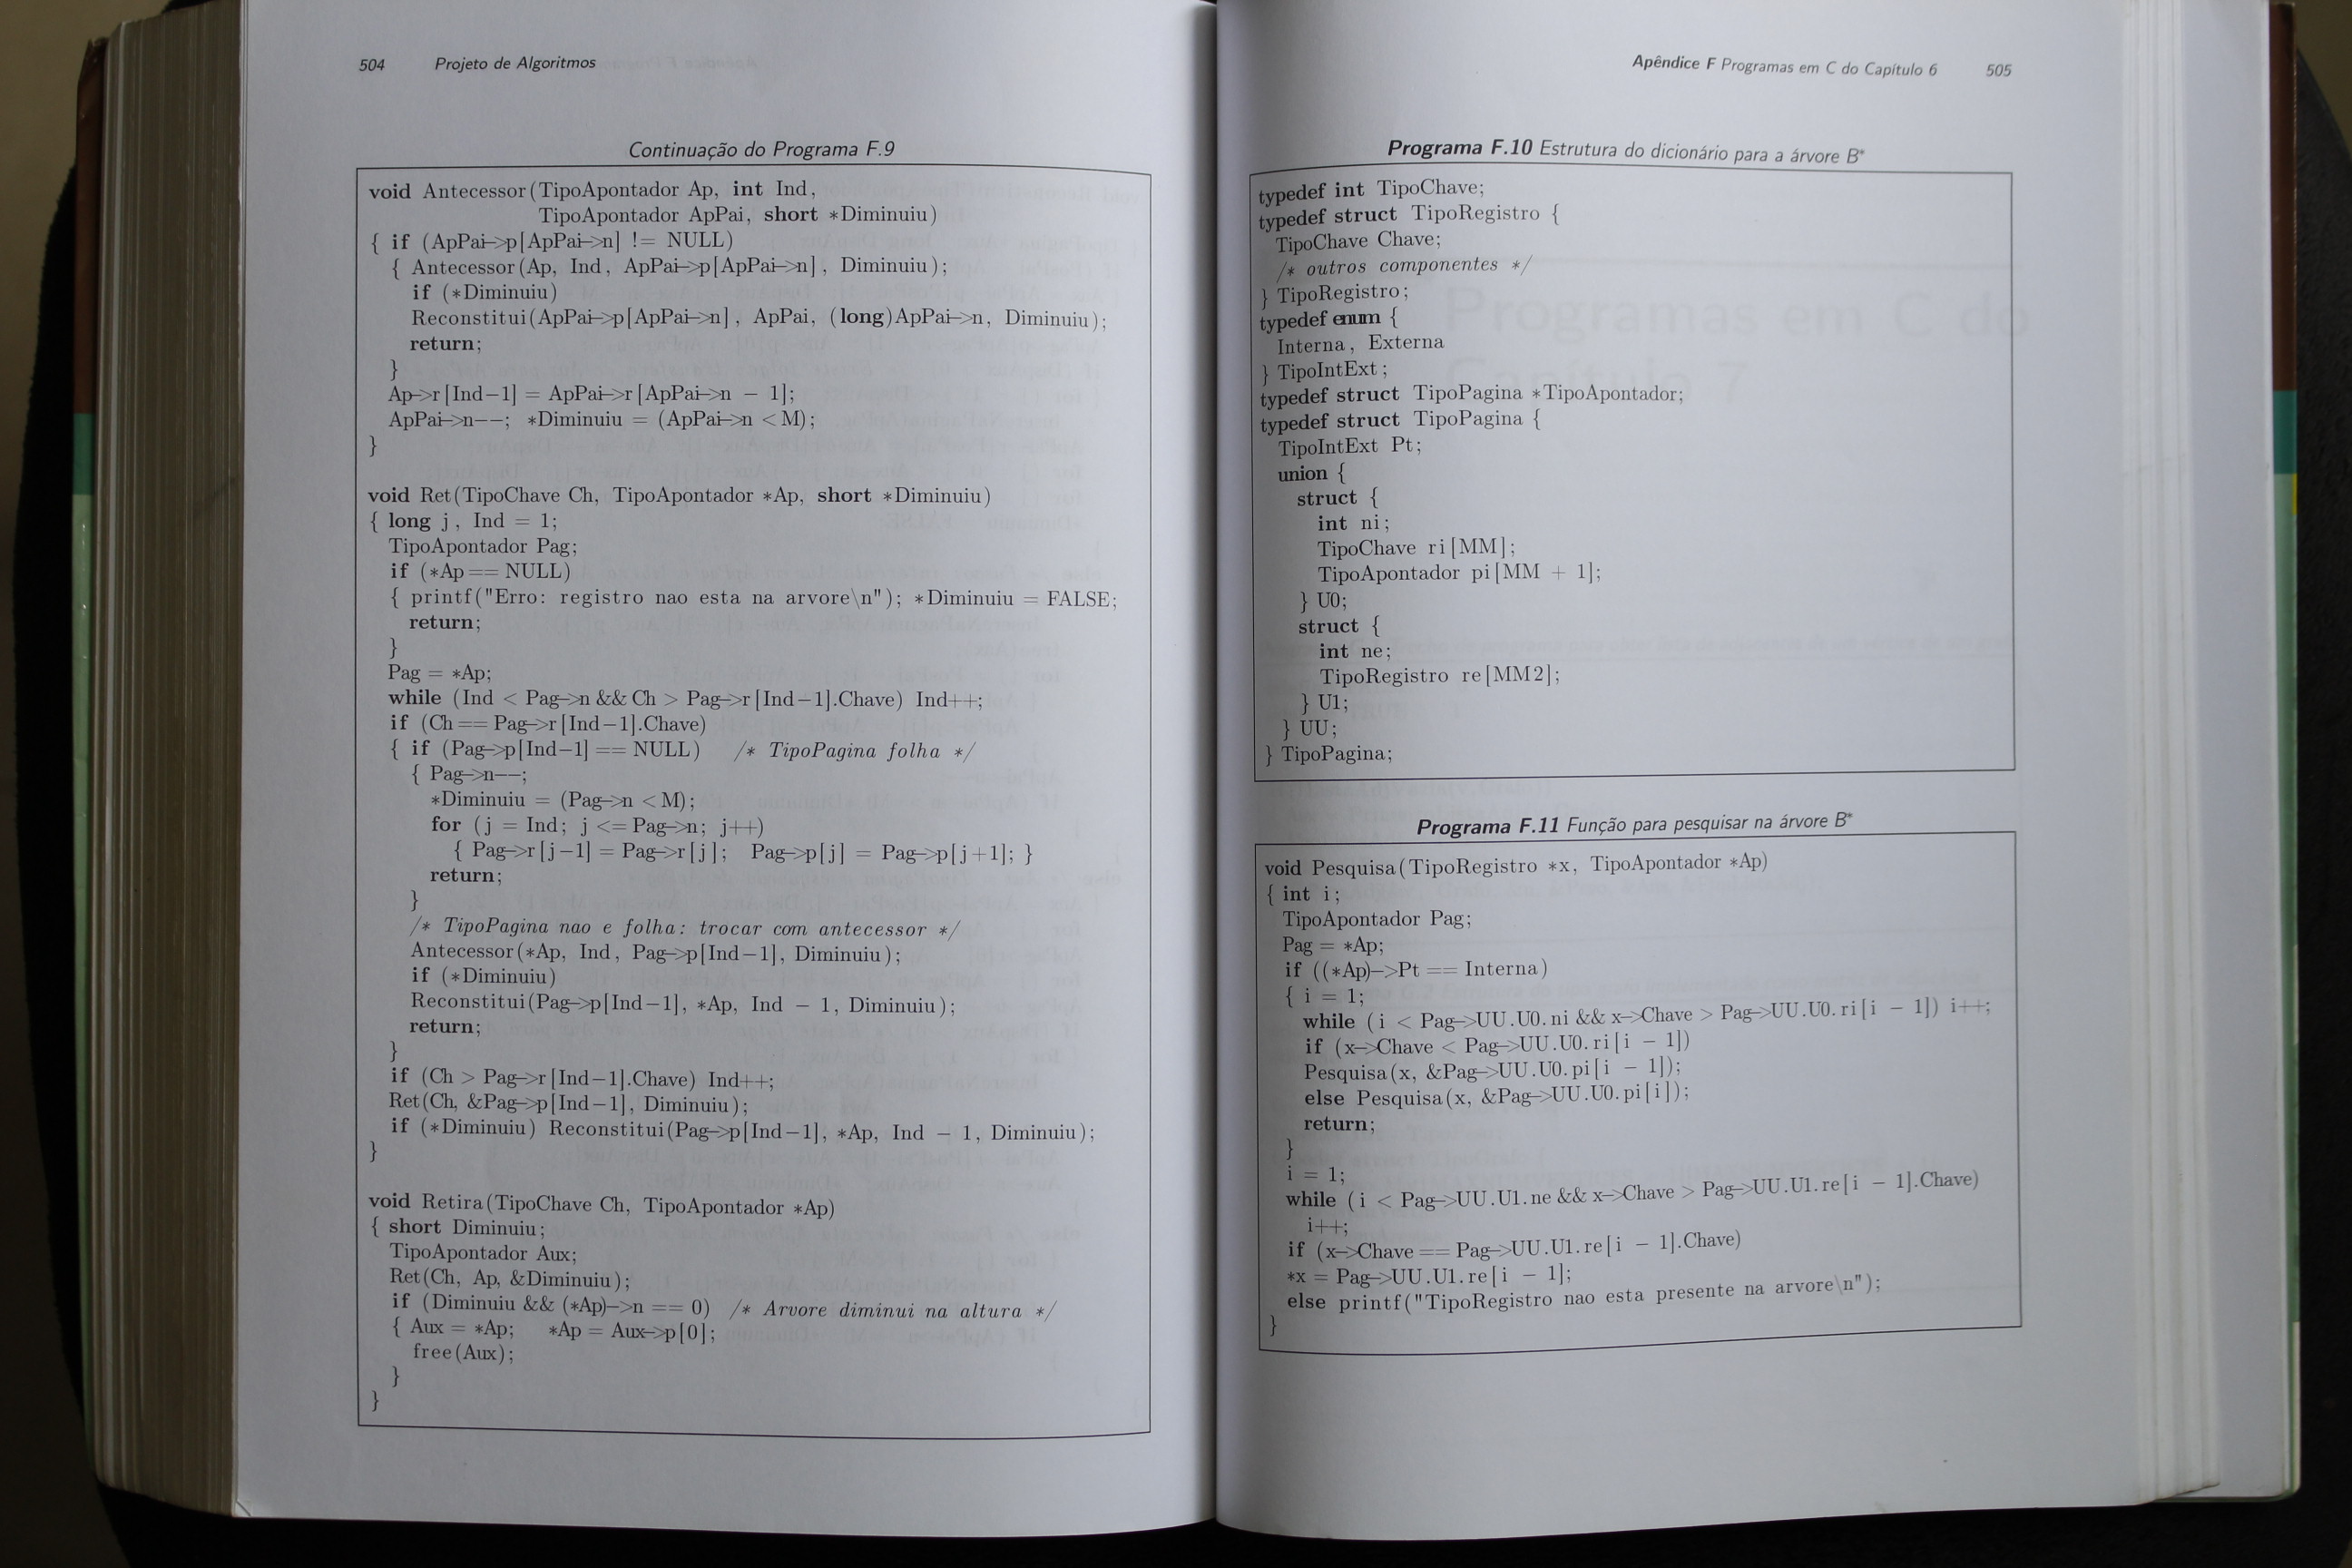 504 Projeto de Algoritmos
Continuação do Programa F.9
void Antecessor(TipoApontador Ap, int Ind,
TipoApontador ApPai, short *Diminuiu)
{ if (ApPai->p[ApPai->n] != NULL)
{ Antecessor(Ap, Ind, ApPai->p[ApPai->n], Diminuiu);
if (*Diminuiu)
Reconstitui(ApPai->p[ApPai->n], ApPai, (long)ApPai->n, Diminuiu);
return;
}
Ap->r[Ind-1] = ApPai->r[ApPai->n - 1];
ApPai->n--; *Diminuiu = (ApPai->n < M);
}
void Ret(TipoChave Ch, TipoApontador *Ap, short *Diminuiu)
{ long j, Ind = 1;
TipoApontador Pag;
if (*Ap == NULL)
{ printf("Erro: registro nao esta na arvore\n"); *Diminuiu = FALSE;
return;
}
Pag = *Ap;
while (Ind < Pag->n && Ch > Pag->r[Ind-1].Chave) Ind++;
if (Ch == Pag->r[Ind-1].Chave)
{ if (Pag->p[Ind-1] == NULL) /* TipoPagina folha */
{ Pag->n--;
*Diminuiu = (Pag->n < M);
for (j = Ind; j <= Pag->n; j++)
{ Pag->r[j-1] = Pag->r[j]; Pag->p[j] = Pag->p[j+1]; }
return;
}
/* TipoPagina nao e folha: trocar com antecessor */
Antecessor(*Ap, Ind, Pag->p[Ind-1], Diminuiu);
if (*Diminuiu)
Reconstitui(Pag->p[Ind-1], *Ap, Ind - 1, Diminuiu);
return;
}
if (Ch > Pag->r[Ind-1].Chave) Ind++;
Ret(Ch, &Pag->p[Ind-1], Diminuiu);
if (*Diminuiu) Reconstitui(Pag->p[Ind-1], *Ap, Ind - 1, Diminuiu);
}
void Retira(TipoChave Ch, TipoApontador *Ap)
{ short Diminuiu;
TipoApontador Aux;
Ret(Ch, Ap, &Diminuiu);
if (Diminuiu && (*Ap)->n == 0) /* Arvore diminui na altura */
{ Aux = *Ap; *Ap = Aux->p[0];
free(Aux);
}
}
Apêndice F Programas em C do Capítulo 6 505
Programa F.10 Estrutura do dicionário para a árvore B*
typedef int TipoChave;
typedef struct TipoRegistro {
TipoChave Chave;
/* outros componentes */
} TipoRegistro;
typedef enum {
Interna, Externa
} TipoIntExt;
typedef struct TipoPagina *TipoApontador;
typedef struct TipoPagina {
TipoIntExt Pt;
union {
struct {
int ni;
TipoChave ri[MM];
TipoApontador pi[MM + 1];
} U0;
struct {
int ne;
TipoRegistro re[MM2];
} U1;
} UU;
} TipoPagina;
Programa F.11 Função para pesquisar na árvore B*
void Pesquisa(TipoRegistro *x, TipoApontador *Ap)
{ int i;
TipoApontador Pag;
Pag = *Ap;
if ((*Ap)->Pt == Interna)
{ i = 1;
while (i < Pag->UU.U0.ni && x->Chave > Pag->UU.U0.ri[i - 1]) i++;
if (x->Chave < Pag->UU.U0.ri[i - 1])
Pesquisa(x, &Pag->UU.U0.pi[i - 1]);
else Pesquisa(x, &Pag->UU.U0.pi[i]);
return;
}
i = 1;
while (i < Pag->UU.U1.ne && x->Chave > Pag->UU.U1.re[i - 1].Chave)
i++;
if (x->Chave == Pag->UU.U1.re[i - 1].Chave)
*x = Pag->UU.U1.re[i - 1];
else printf("TipoRegistro nao esta presente na arvore\n");
}